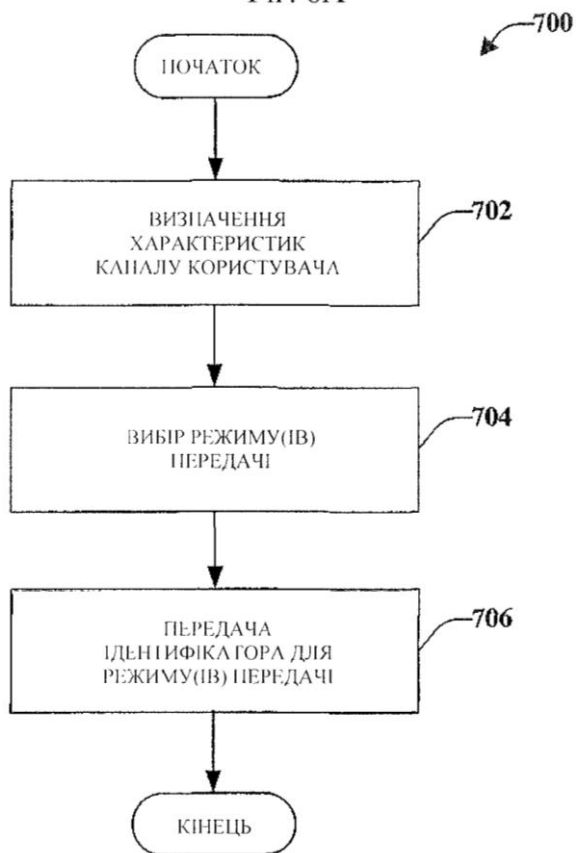 700
ПОЧАТОК
ВИЗНАЧЕННЯ
ХАРАКТЕРИСТИК
КАНАЛУ КОРИСТУВАЧА
702
ВИБІР РЕЖИМУ(ІВ)
ПЕРЕДАЧІ
704
ПЕРЕДАЧА
ІДЕНТИФІКАТОРА ДЛЯ
РЕЖИМУ(ІВ) ПЕРЕДАЧІ
706
КІНЕЦЬ